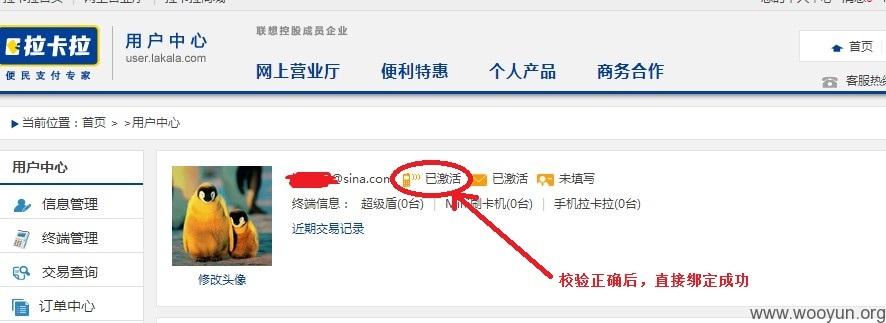 拉卡拉
便民支付专家
用户中心
user.lakala.com
联想控股成员企业
网上营业厅 便利特惠 个人产品 商务合作
首页
客服热线
当前位置：首页 > >用户中心
用户中心
信息管理
终端管理
交易查询
订单中心
@sina.com 已激活 已激活 未填写
终端信息： 超级盾(0台) | 刷卡机(0台) | 手机拉卡拉(0台)
近期交易记录
修改头像
校验正确后，直接绑定成功
www.wooyun.org